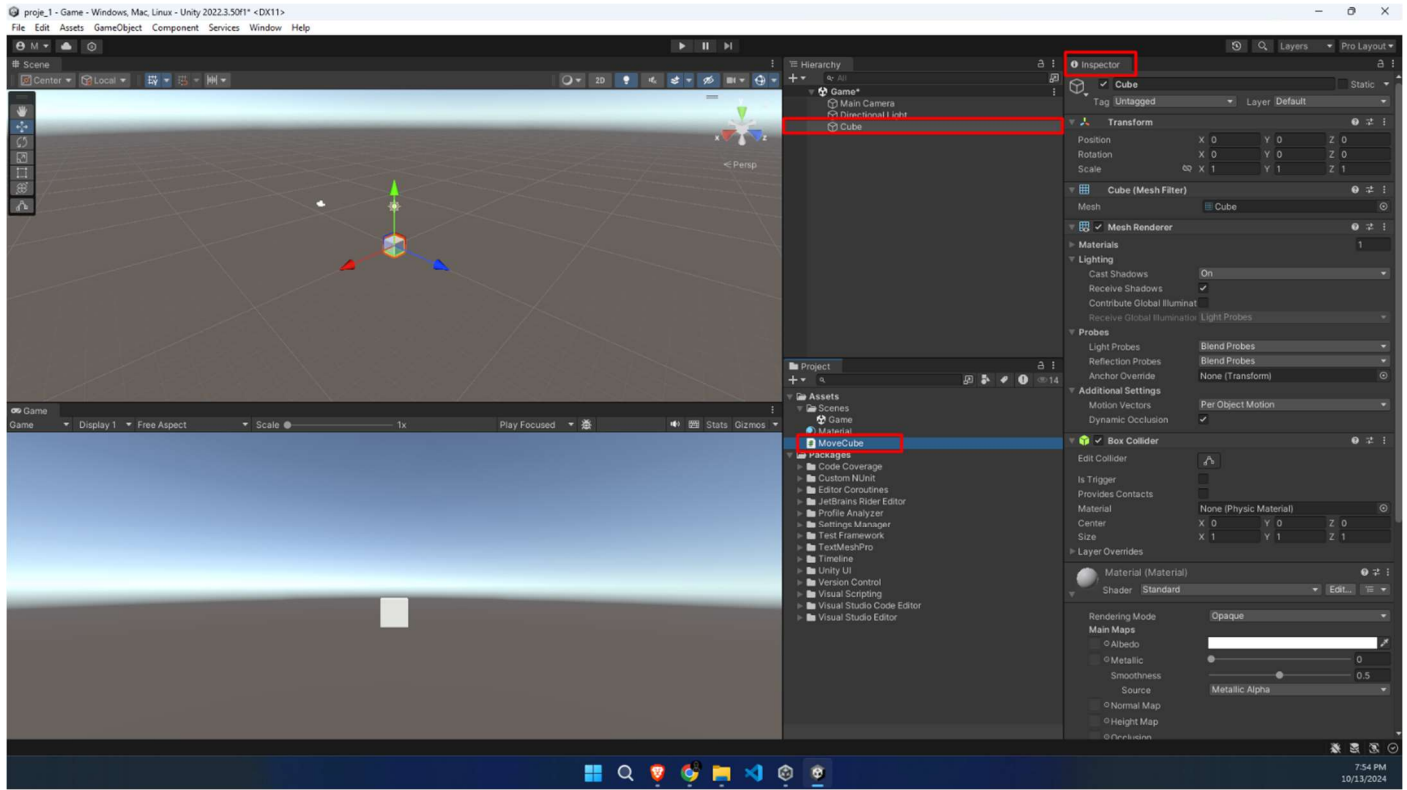 proje_1 - Game - Windows, Mac, Linux - Unity 2022.3.50f1* <DX11>
File Edit Assets GameObject Component Services Window Help
M Layers Pro Layout
Scene
Center Local 2D
x z
Persp
Game
Game Display 1 Free Aspect Scale 1x Play Focused Stats Gizmos
Hierarchy
All
Game*
Main Camera
Directional Light
Cube
Project
14
Assets
Scenes
Game
Material
MoveCube
Packages
Code Coverage
Custom NUnit
Editor Coroutines
JetBrains Rider Editor
Profile Analyzer
Settings Manager
Test Framework
TextMeshPro
Timeline
Unity UI
Version Control
Visual Scripting
Visual Studio Code Editor
Visual Studio Editor
Inspector
Cube Static
Tag Untagged Layer Default
Transform
Position X 0 Y 0 Z 0
Rotation X 0 Y 0 Z 0
Scale X 1 Y 1 Z 1
Cube (Mesh Filter)
Mesh Cube
Mesh Renderer
Materials 1
Lighting
Cast Shadows On
Receive Shadows
Contribute Global Illuminat
Receive Global Illumination Light Probes
Probes
Light Probes Blend Probes
Reflection Probes Blend Probes
Anchor Override None (Transform)
Additional Settings
Motion Vectors Per Object Motion
Dynamic Occlusion
Box Collider
Edit Collider
Is Trigger
Provides Contacts
Material None (Physic Material)
Center X 0 Y 0 Z 0
Size X 1 Y 1 Z 1
Layer Overrides
Material (Material)
Shader Standard Edit...
Rendering Mode Opaque
Main Maps
Albedo
Metallic 0
Smoothness 0.5
Source Metallic Alpha
Normal Map
Height Map
Occlusion
7:54 PM
10/13/2024